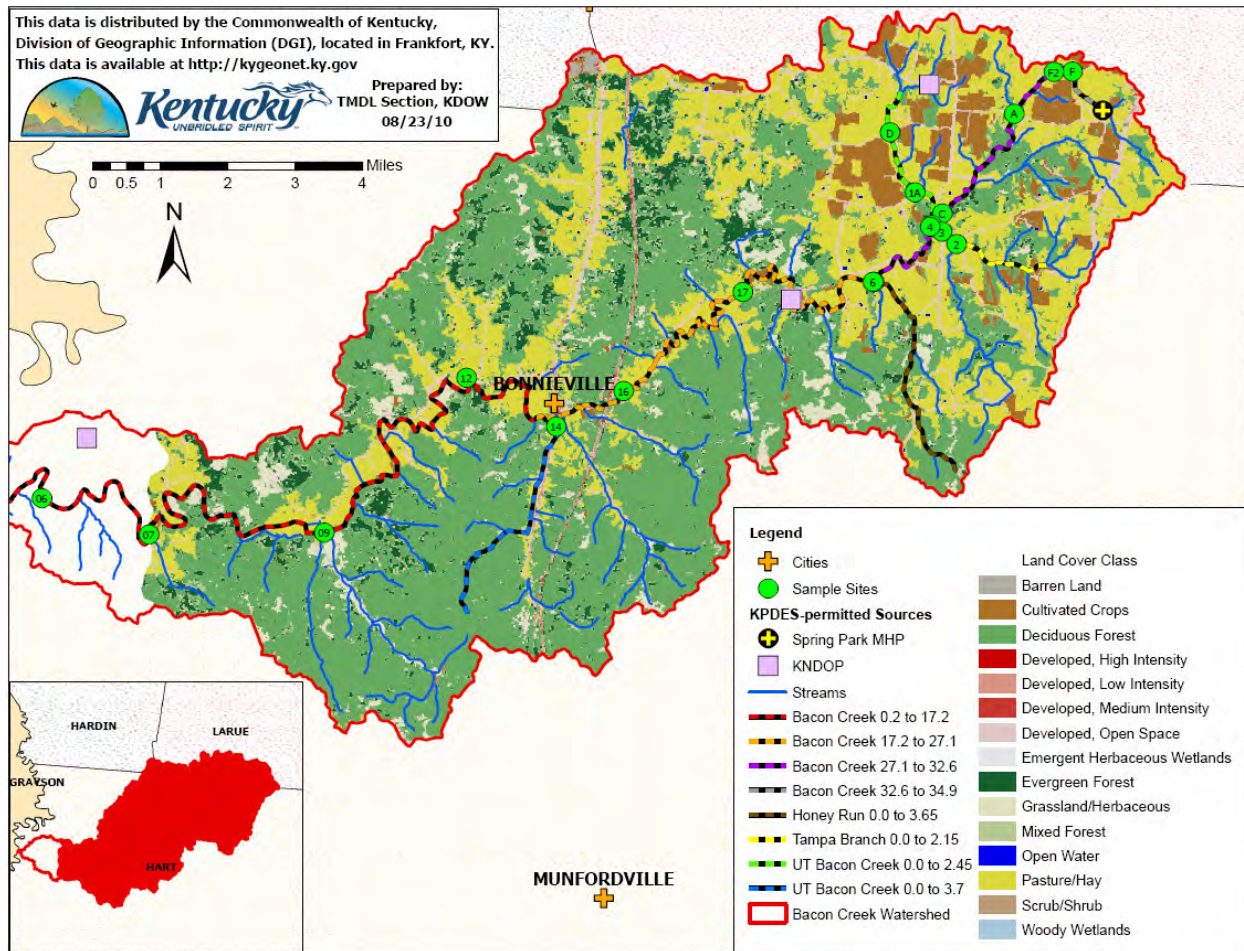 This data is distributed by the Commonwealth of Kentucky,
Division of Geographic Information (DGI), located in Frankfort, KY.
This data is available at http://kygeonet.ky.gov
Kentucky
UNBRIDLED SPIRIT
Prepared by:
TMDL Section, KDOW
08/23/10
Miles
0 0.5 1 2 3 4
N
F2
F
A
D
1A
C
4
3
2
6
17
16
12
BONNIEVILLE
14
09
07
06
MUNFORDVILLE
HARDIN
LARUE
GRAYSON
HART
Legend
Cities
Sample Sites
KPDES-permitted Sources
Spring Park MHP
KNDOP
Streams
Bacon Creek 0.2 to 17.2
Bacon Creek 17.2 to 27.1
Bacon Creek 27.1 to 32.6
Bacon Creek 32.6 to 34.9
Honey Run 0.0 to 3.65
Tampa Branch 0.0 to 2.15
UT Bacon Creek 0.0 to 2.45
UT Bacon Creek 0.0 to 3.7
Bacon Creek Watershed
Land Cover Class
Barren Land
Cultivated Crops
Deciduous Forest
Developed, High Intensity
Developed, Low Intensity
Developed, Medium Intensity
Developed, Open Space
Emergent Herbaceous Wetlands
Evergreen Forest
Grassland/Herbaceous
Mixed Forest
Open Water
Pasture/Hay
Scrub/Shrub
Woody Wetlands